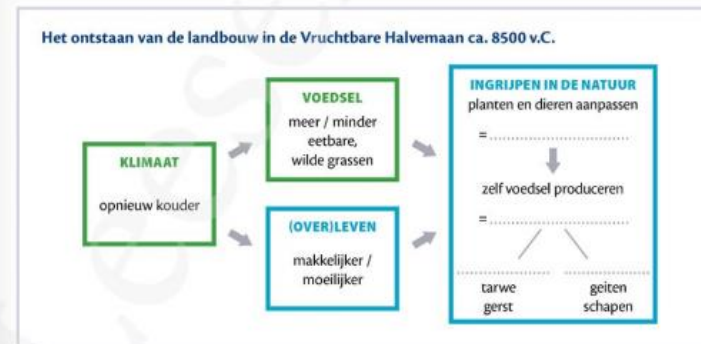 Het ontstaan van de landbouw in de Vruchtbare Halvemaan ca. 8500 v.C.
KLIMAAT
opnieuw kouder
VOEDSEL
meer / minder
eetbare,
wilde grassen
(OVER)LEVEN
makkelijker /
moeilijker
INGRIJPEN IN DE NATUUR
planten en dieren aanpassen
= ................................
zelf voedsel produceren
= ................................
........................ ........................
tarwe geiten
gerst schapen